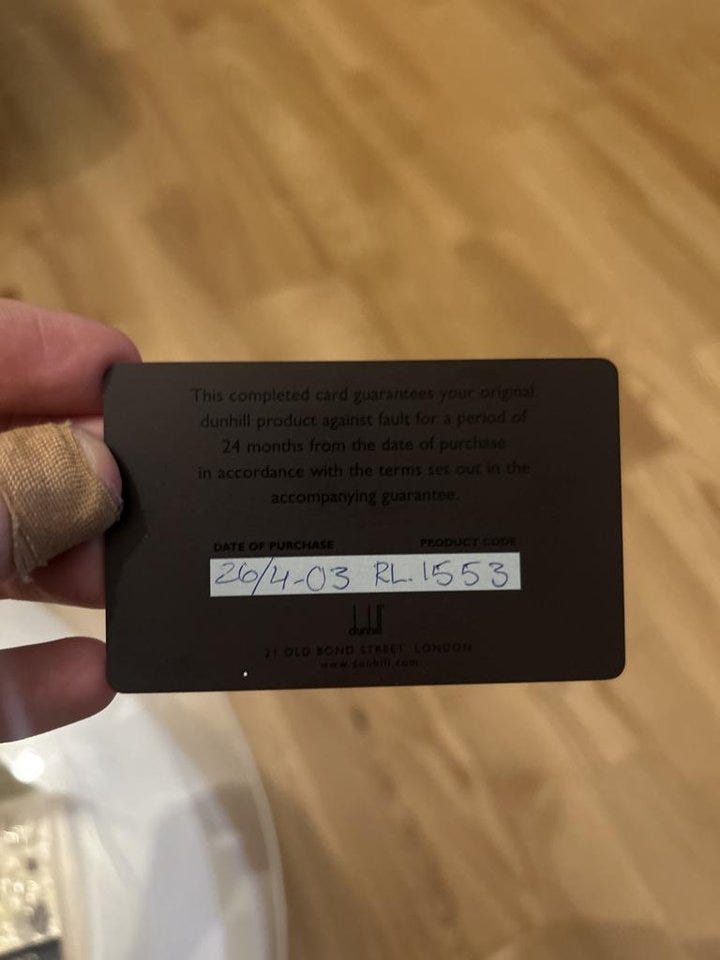 This completed card guarantees your original
dunhill product against fault for a period of
24 months from the date of purchase
in accordance with the terms set out in the
accompanying guarantee.
DATE OF PURCHASE PRODUCT CODE
26/4-03 RL.1553
dunhill
21 OLD BOND STREET LONDON
www.dunhill.com